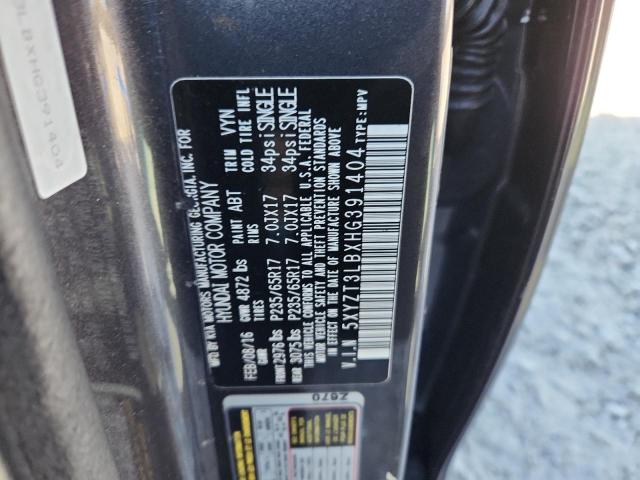 MFD BY KIA MOTORS MANUFACTURING GEORGIA, INC. FOR
HYUNDAI MOTOR COMPANY
FEB/08/16 GVWR 4872 lbs PAINT ABT TRIM VYN
GAWR TIRES RIMS COLD TIRE INFL
FRONT 2976 lbs P235/65R17 7.0JX17 34psi SINGLE
REAR 3075 lbs P235/65R17 7.0JX17 34psi SINGLE
THIS VEHICLE CONFORMS TO ALL APPLICABLE U.S.A. FEDERAL
MOTOR VEHICLE SAFETY AND THEFT PREVENTION STANDARDS
IN EFFECT ON THE DATE OF MANUFACTURE SHOWN ABOVE
V.I.N 5XYZT3LBXHG391404 TYPE:MPV
3LBXHG391404
Z670